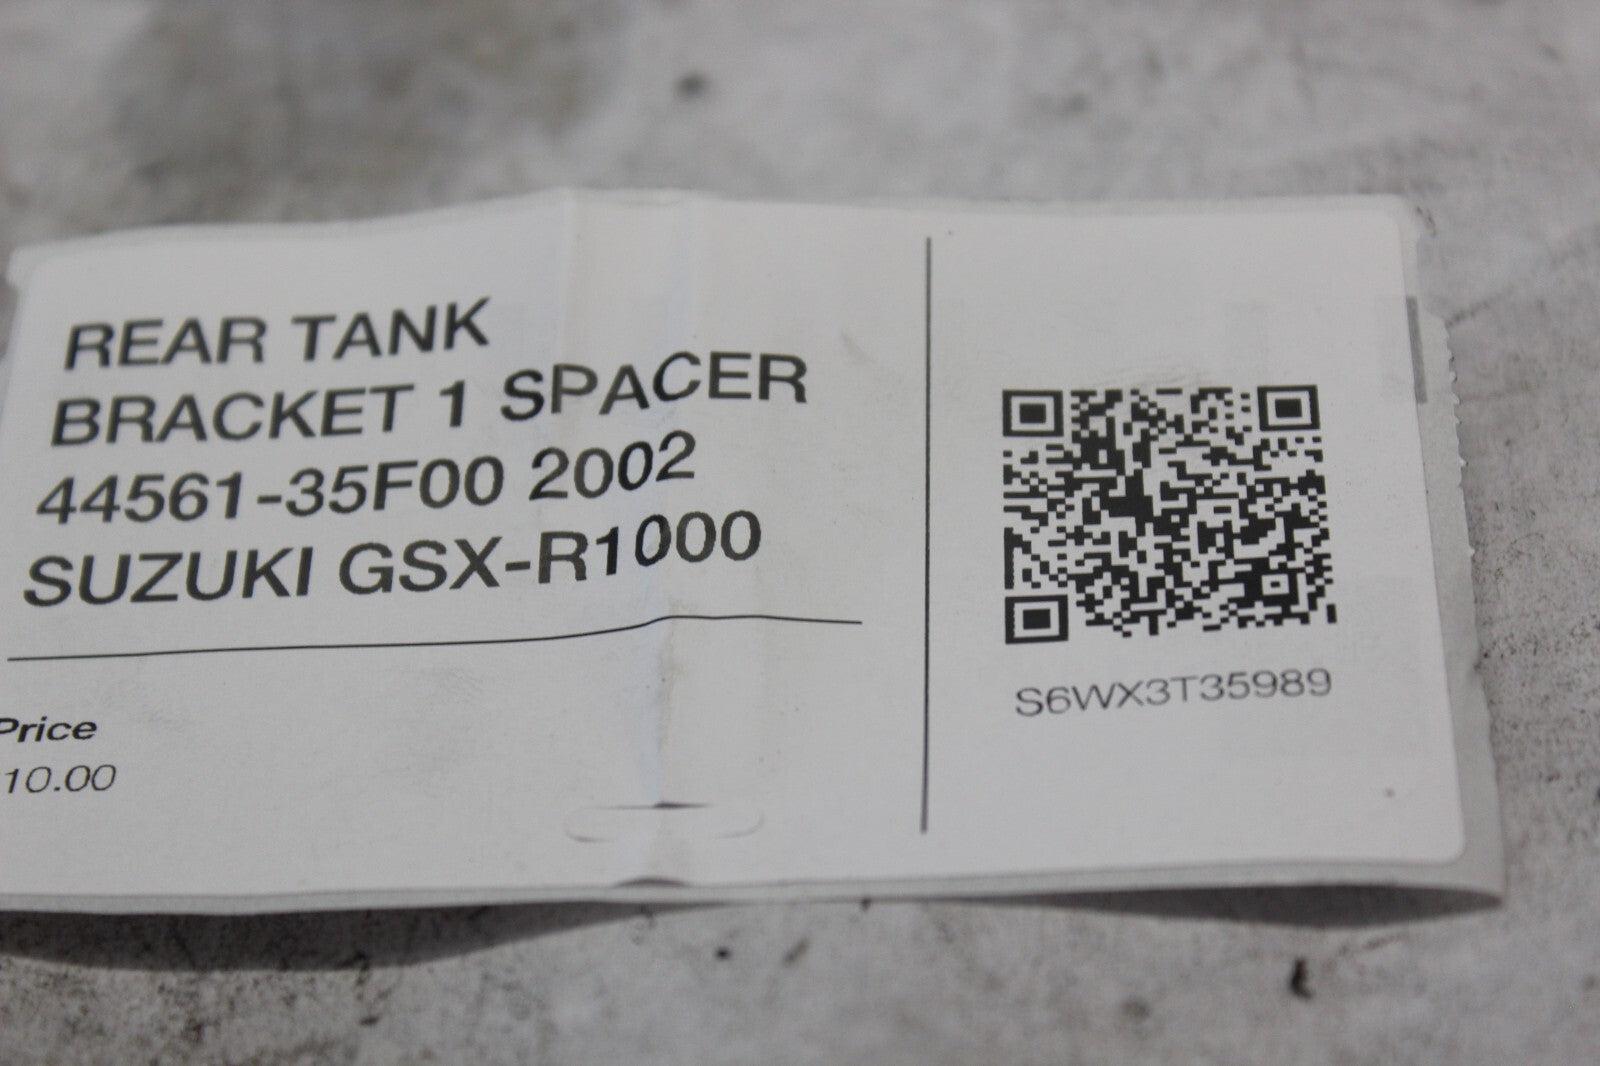 REAR TANK
BRACKET 1 SPACER
44561-35F00 2002
SUZUKI GSX-R1000
Price
10.00
S6WX3T35989